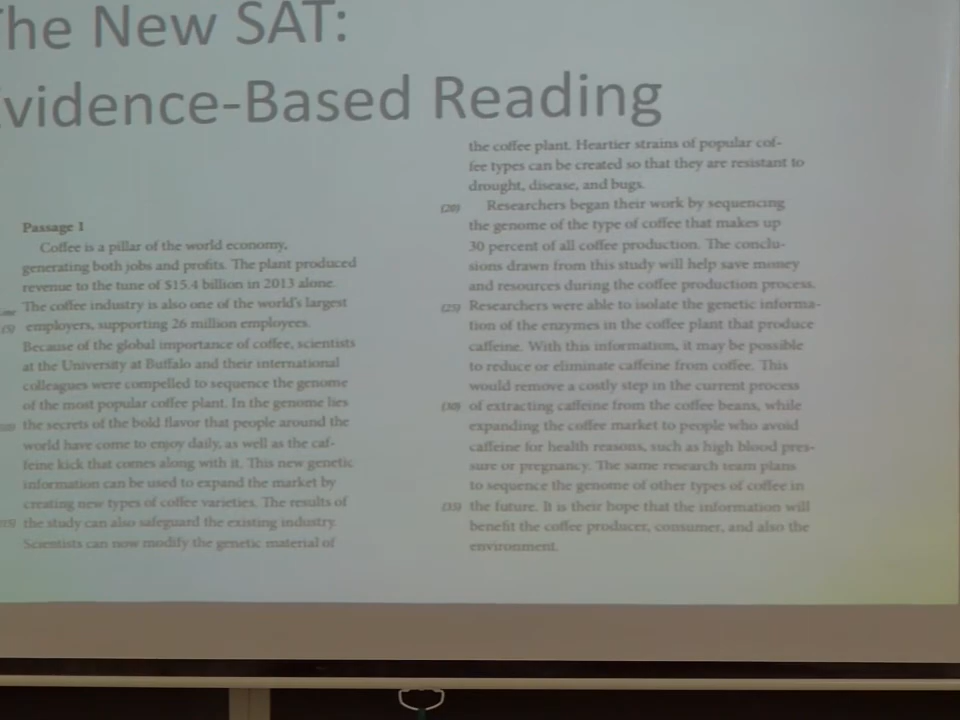 he New SAT:
vidence-Based Reading
Passage 1
Coffee is a pillar of the world economy,
generating both jobs and profits. The plant produced
revenue to the tune of $15.4 billion in 2013 alone.
The coffee industry is also one of the world's largest
(5) employers, supporting 26 million employees.
Because of the global importance of coffee, scientists
at the University at Buffalo and their international
colleagues were compelled to sequence the genome
of the most popular coffee plant. In the genome lies
the secrets of the bold flavor that people around the
world have come to enjoy daily, as well as the caf-
feine kick that comes along with it. This new genetic
information can be used to expand the market by
creating new types of coffee varieties. The results of
(15) the study can also safeguard the existing industry.
Scientists can now modify the genetic material of
the coffee plant. Heartier strains of popular cof-
fee types can be created so that they are resistant to
drought, disease, and bugs.
(20) Researchers began their work by sequencing
the genome of the type of coffee that makes up
30 percent of all coffee production. The conclu-
sions drawn from this study will help save money
and resources during the coffee production process.
(25) Researchers were able to isolate the genetic informa-
tion of the enzymes in the coffee plant that produce
caffeine. With this information, it may be possible
to reduce or eliminate caffeine from coffee. This
would remove a costly step in the current process
(30) of extracting caffeine from the coffee beans, while
expanding the coffee market to people who avoid
caffeine for health reasons, such as high blood pres-
sure or pregnancy. The same research team plans
to sequence the genome of other types of coffee in
(35) the future. It is their hope that the information will
benefit the coffee producer, consumer, and also the
environment.